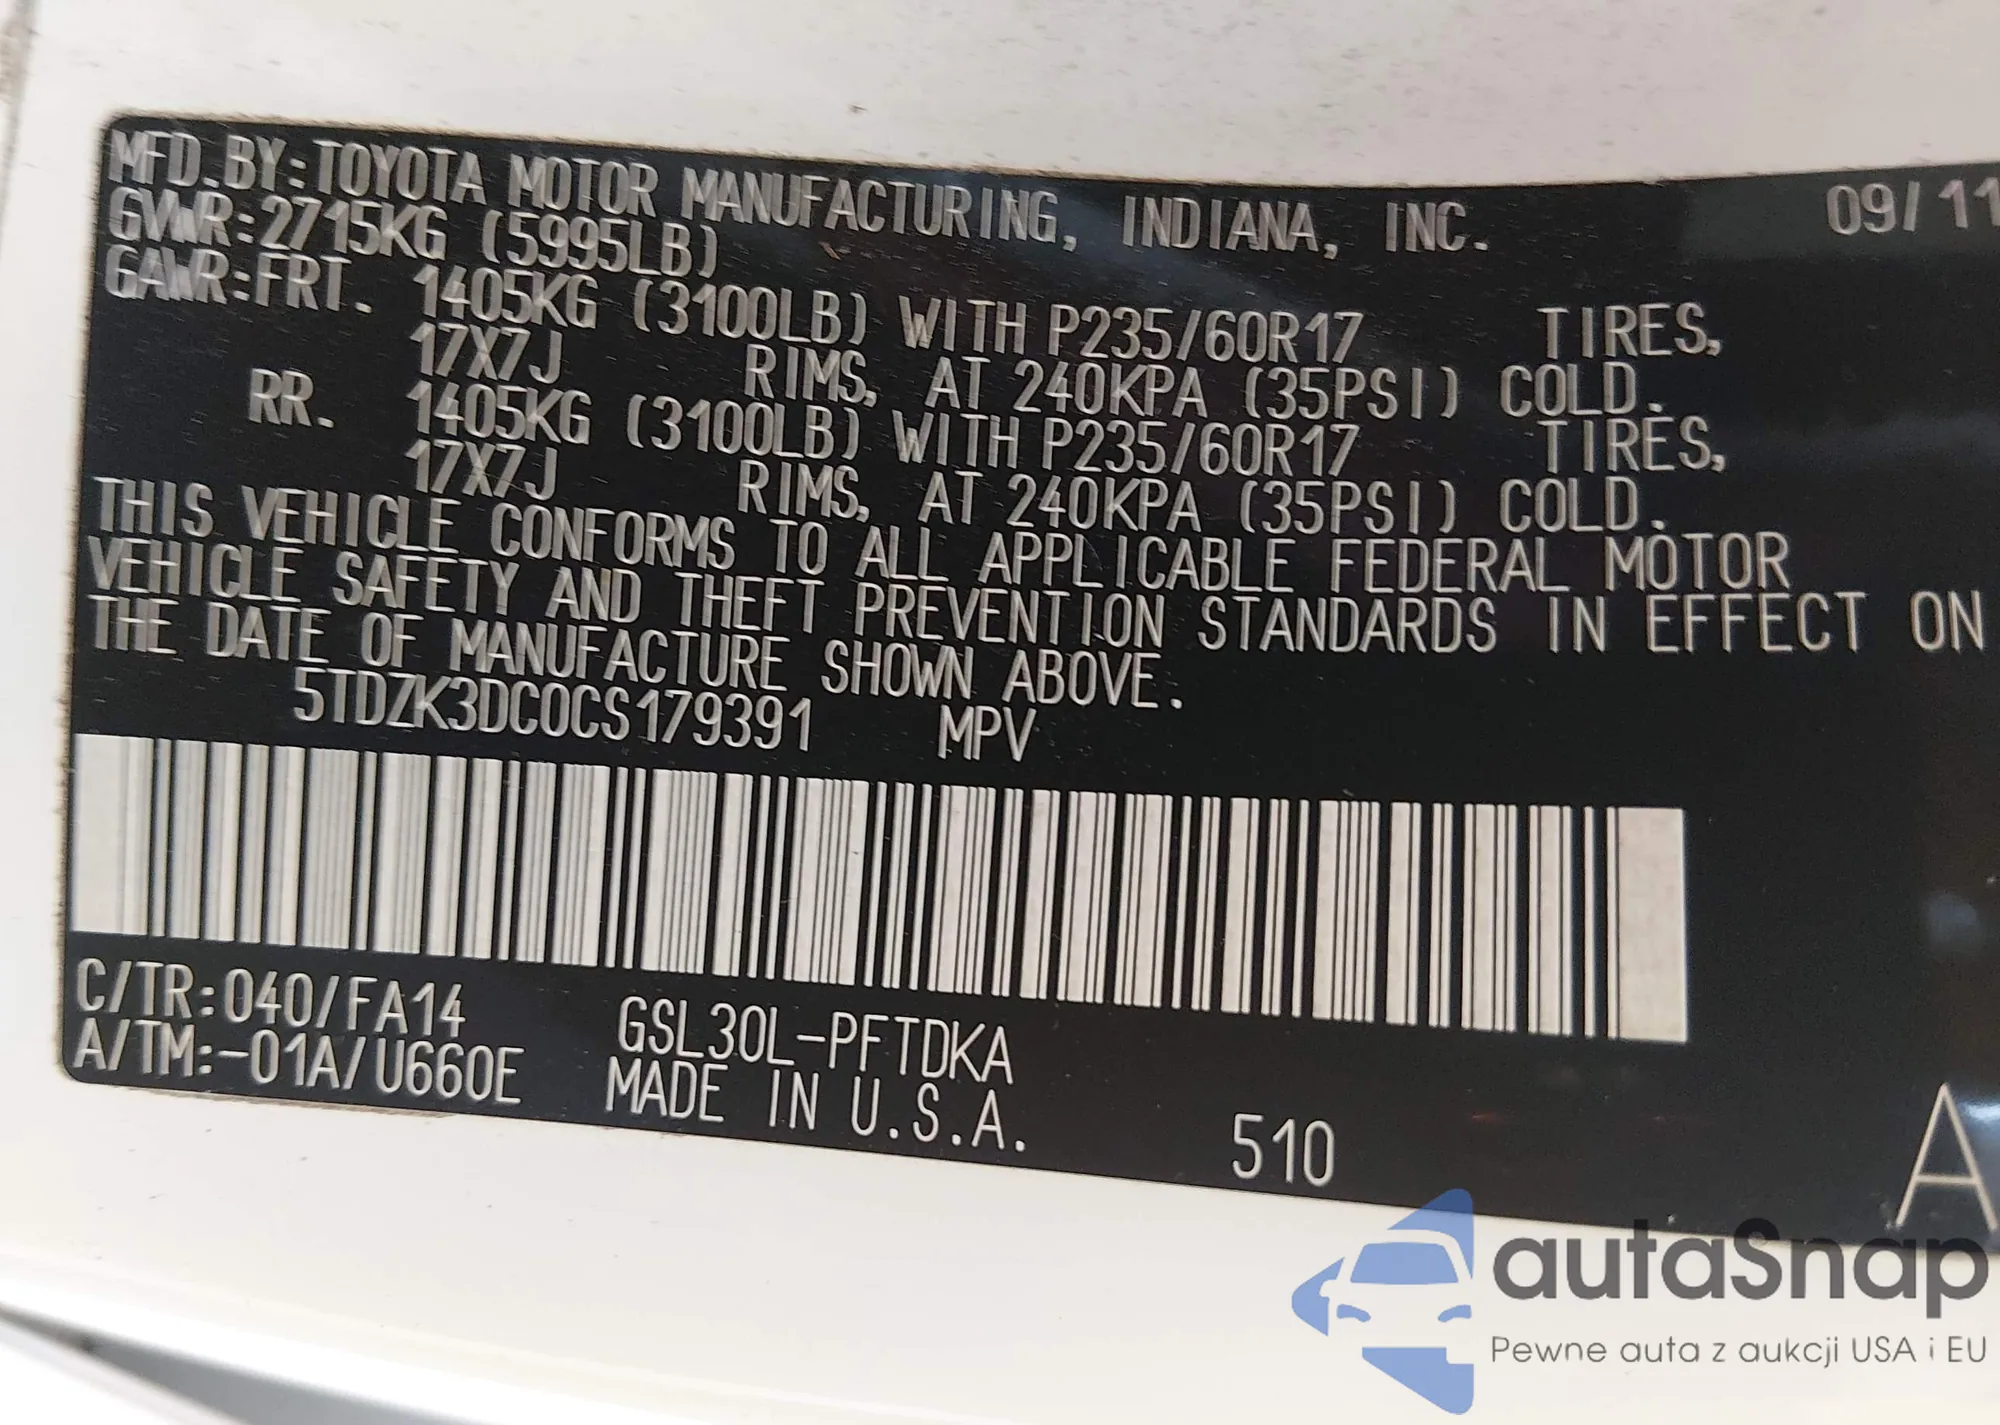 MFD. BY: TOYOTA MOTOR MANUFACTURING, INDIANA, INC. 09/11
GVWR: 2715KG (5995LB)
GAWR: FRT. 1405KG (3100LB) WITH P235/60R17 TIRES,
17X7J RIMS, AT 240KPA (35PSI) COLD.
RR. 1405KG (3100LB) WITH P235/60R17 TIRES,
17X7J RIMS, AT 240KPA (35PSI) COLD.
THIS VEHICLE CONFORMS TO ALL APPLICABLE FEDERAL MOTOR
VEHICLE SAFETY AND THEFT PREVENTION STANDARDS IN EFFECT ON
THE DATE OF MANUFACTURE SHOWN ABOVE.
5TDZK3DC0CS179391 MPV
C/TR: 040/FA14 GSL30L-PFTDKA
A/TM: -01A/U660E MADE IN U.S.A. 510 A
autaSnap
Pewne auta z aukcji USA i EU